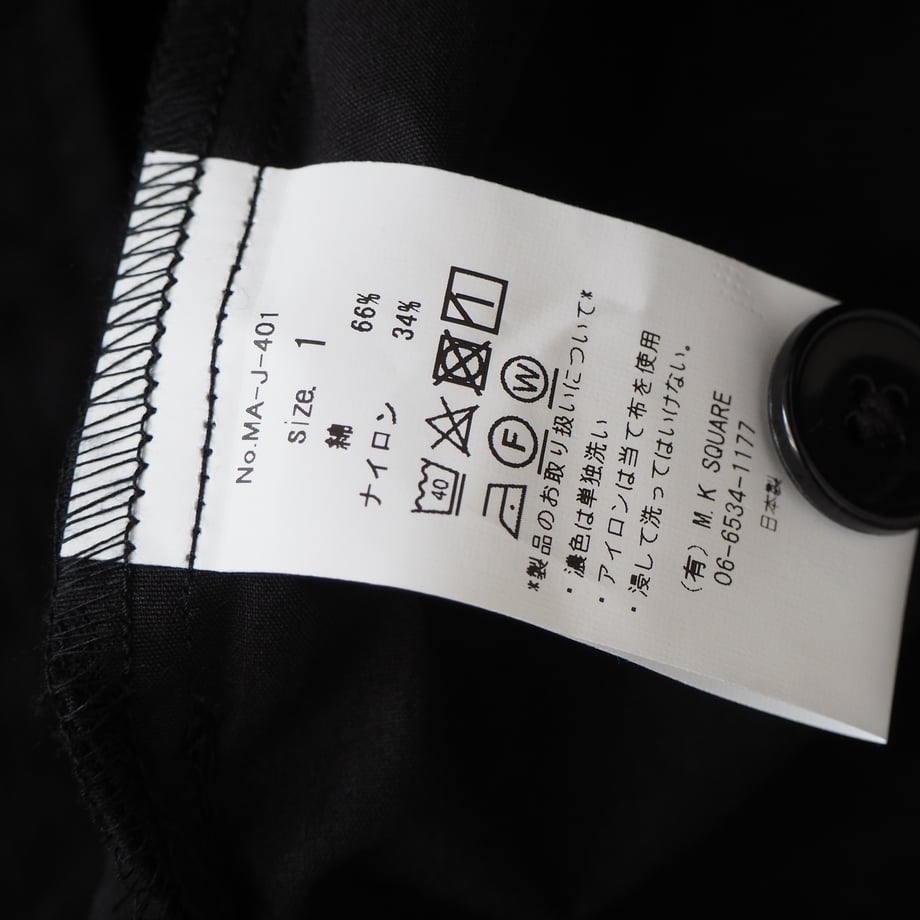 No.MA-J-401
size. 1
綿 66%
ナイロン 34%
40
F W
*製品のお取り扱いについて*
・濃色は単独洗い
・アイロンは当て布を使用
・浸して洗ってはいけない。
(有) M.K SQUARE
06-6534-1177
日本製